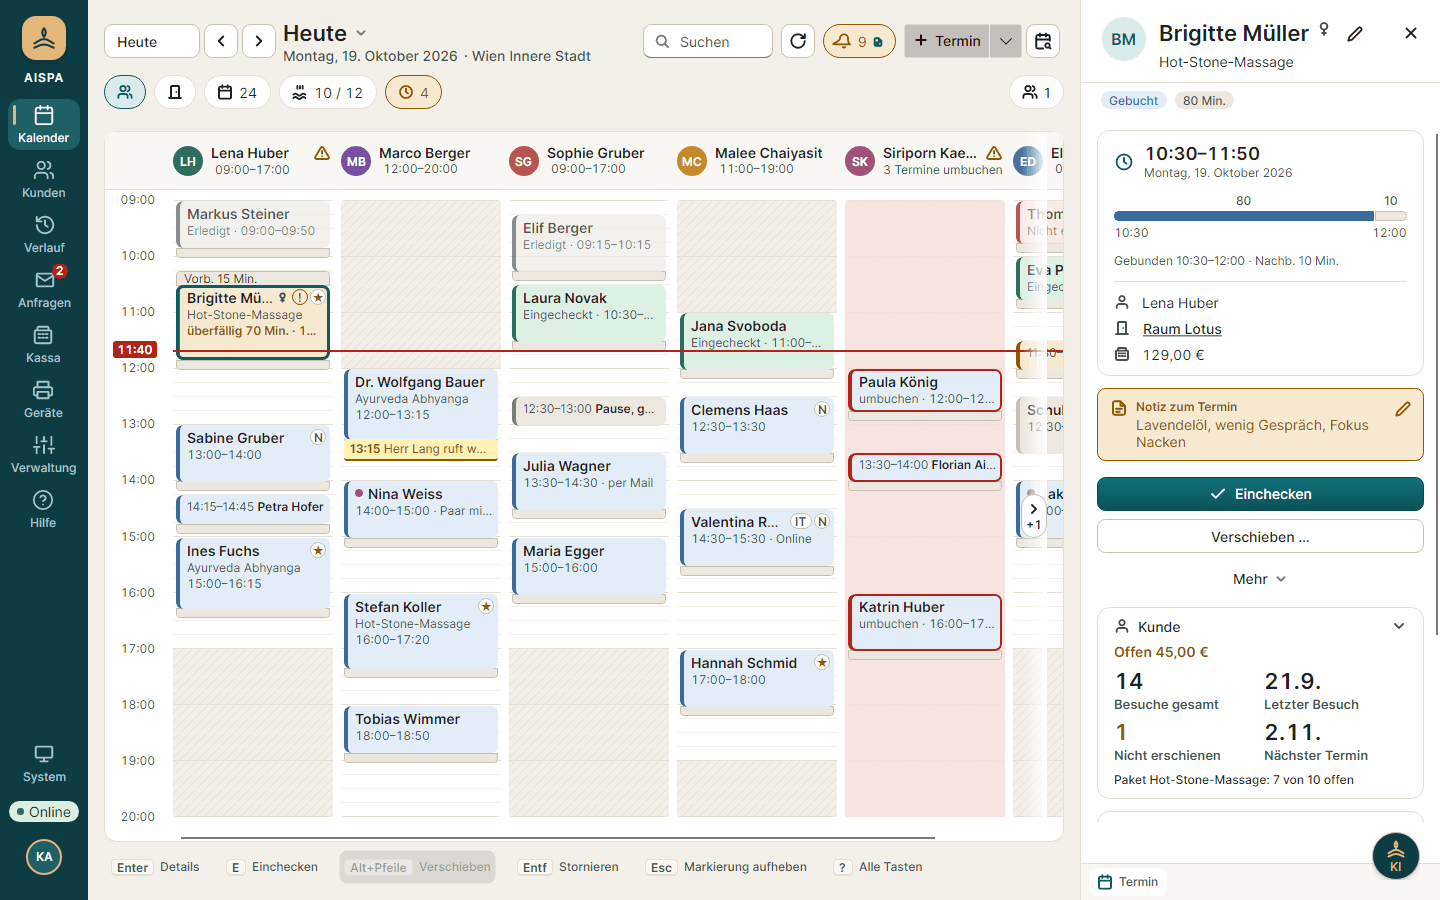 AISPA
Kalender
Kunden
Verlauf
2
Anfragen
Kassa
Geräte
Verwaltung
Hilfe
System
Online
KA
Heute
Heute
Montag, 19. Oktober 2026 · Wien Innere Stadt
Suchen
9
Termin
24
10 / 12
4
1
LH Lena Huber
09:00–17:00
MB Marco Berger
12:00–20:00
SG Sophie Gruber
09:00–17:00
MC Malee Chaiyasit
11:00–19:00
SK Siriporn Kae...
3 Termine umbuchen
ED
09:00
10:00
11:00
11:40
12:00
13:00
14:00
15:00
16:00
17:00
18:00
19:00
20:00
Markus Steiner
Erledigt · 09:00–09:50
Vorb. 15 Min.
Brigitte Mü...
Hot-Stone-Massage
überfällig 70 Min. · 1...
Sabine Gruber N
13:00–14:00
14:15–14:45 Petra Hofer
Ines Fuchs
Ayurveda Abhyanga
15:00–16:15
Dr. Wolfgang Bauer
Ayurveda Abhyanga
12:00–13:15
13:15 Herr Lang ruft w...
Nina Weiss
14:00–15:00 · Paar mi...
Stefan Koller
Hot-Stone-Massage
16:00–17:20
Tobias Wimmer
18:00–18:50
Elif Berger
Erledigt · 09:15–10:15
Laura Novak
Eingecheckt · 10:30–...
12:30–13:00 Pause, g...
Julia Wagner
13:30–14:30 · per Mail
Maria Egger
15:00–16:00
Jana Svoboda
Eingecheckt · 11:00–...
Clemens Haas N
12:30–13:30
Valentina R... IT N
14:30–15:30 · Online
Hannah Schmid
17:00–18:00
Paula König
umbuchen · 12:00–12...
13:30–14:00 Florian Ai...
Katrin Huber
umbuchen · 16:00–17...
Thom
Nicht e
Eva P
Eingec
11:30–
Schul
12:30–
+1
Enter Details
E Einchecken
Alt+Pfeile Verschieben
Entf Stornieren
Esc Markierung aufheben
? Alle Tasten
BM
Brigitte Müller ♀
Hot-Stone-Massage
Gebucht
80 Min.
10:30–11:50
Montag, 19. Oktober 2026
80 10
10:30 12:00
Gebunden 10:30–12:00 · Nachb. 10 Min.
Lena Huber
Raum Lotus
129,00 €
Notiz zum Termin
Lavendelöl, wenig Gespräch, Fokus
Nacken
Einchecken
Verschieben ...
Mehr
Kunde
Offen 45,00 €
14 21.9.
Besuche gesamt Letzter Besuch
1 2.11.
Nicht erschienen Nächster Termin
Paket Hot-Stone-Massage: 7 von 10 offen
KI
Termin